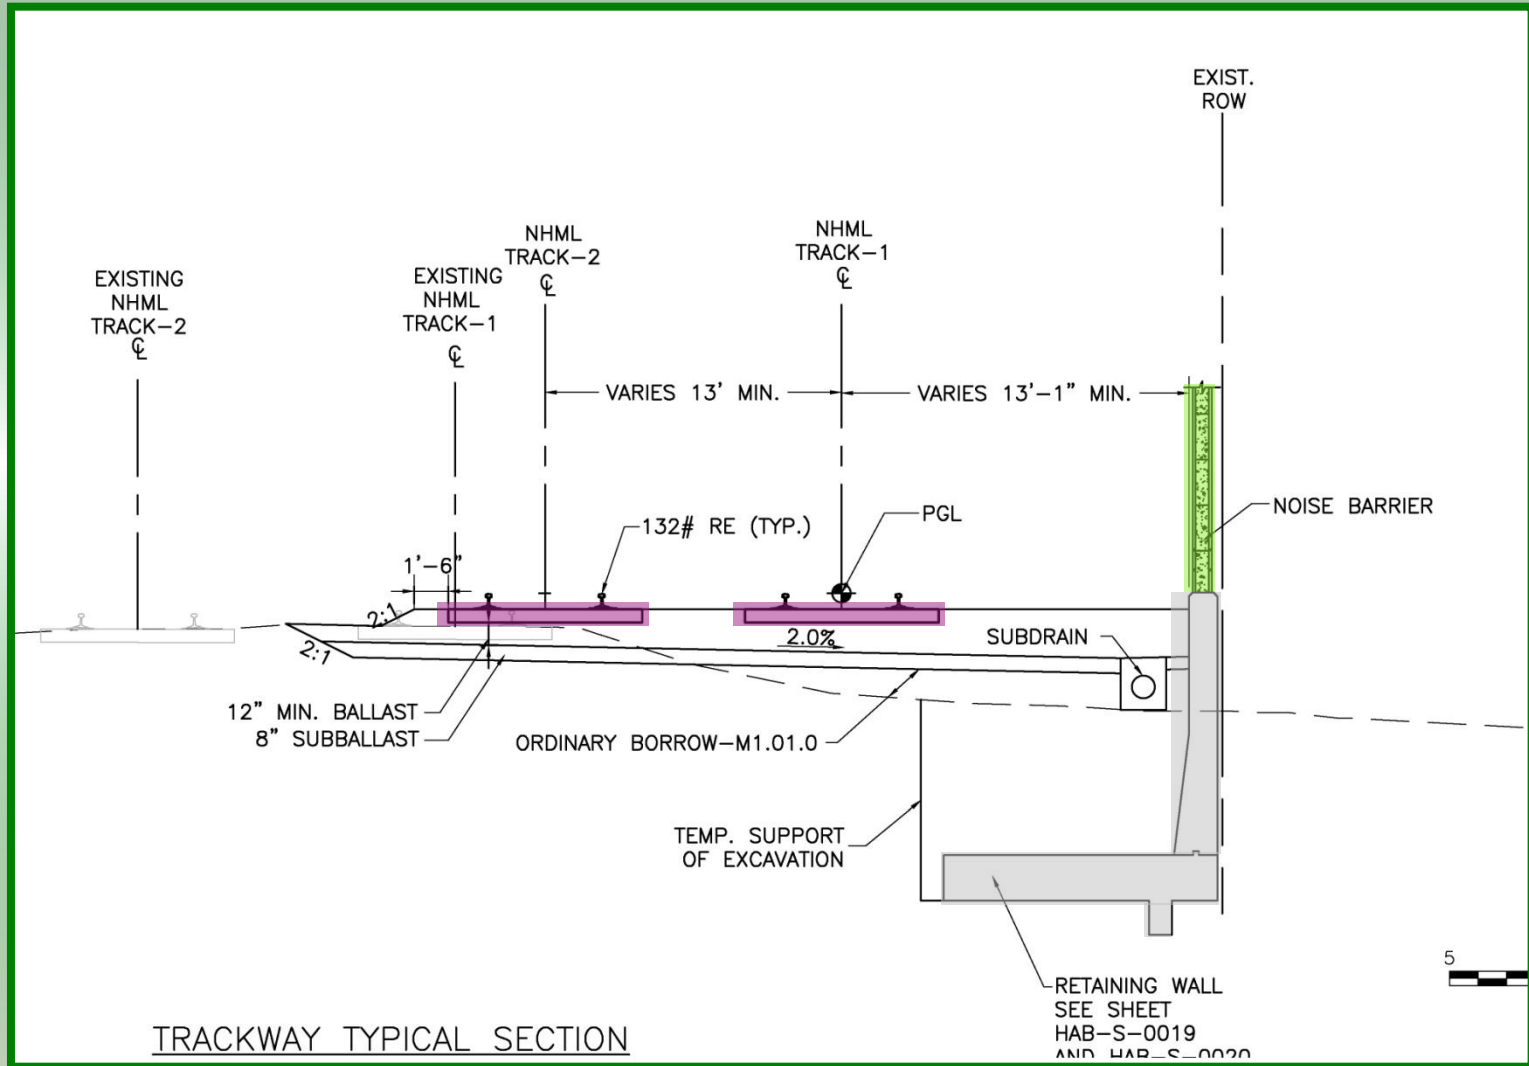 EXIST.
ROW
NHML
TRACK-1
℄
NHML
TRACK-2
℄
EXISTING
NHML
TRACK-1
℄
EXISTING
NHML
TRACK-2
℄
VARIES 13' MIN.
VARIES 13'-1" MIN.
NOISE BARRIER
PGL
132# RE (TYP.)
1'-6"
2:1
2:1
2.0%
SUBDRAIN
12" MIN. BALLAST
8" SUBBALLAST
ORDINARY BORROW-M1.01.0
TEMP. SUPPORT
OF EXCAVATION
5
RETAINING WALL
SEE SHEET
HAB-S-0019
AND HAB-S-0020
TRACKWAY TYPICAL SECTION